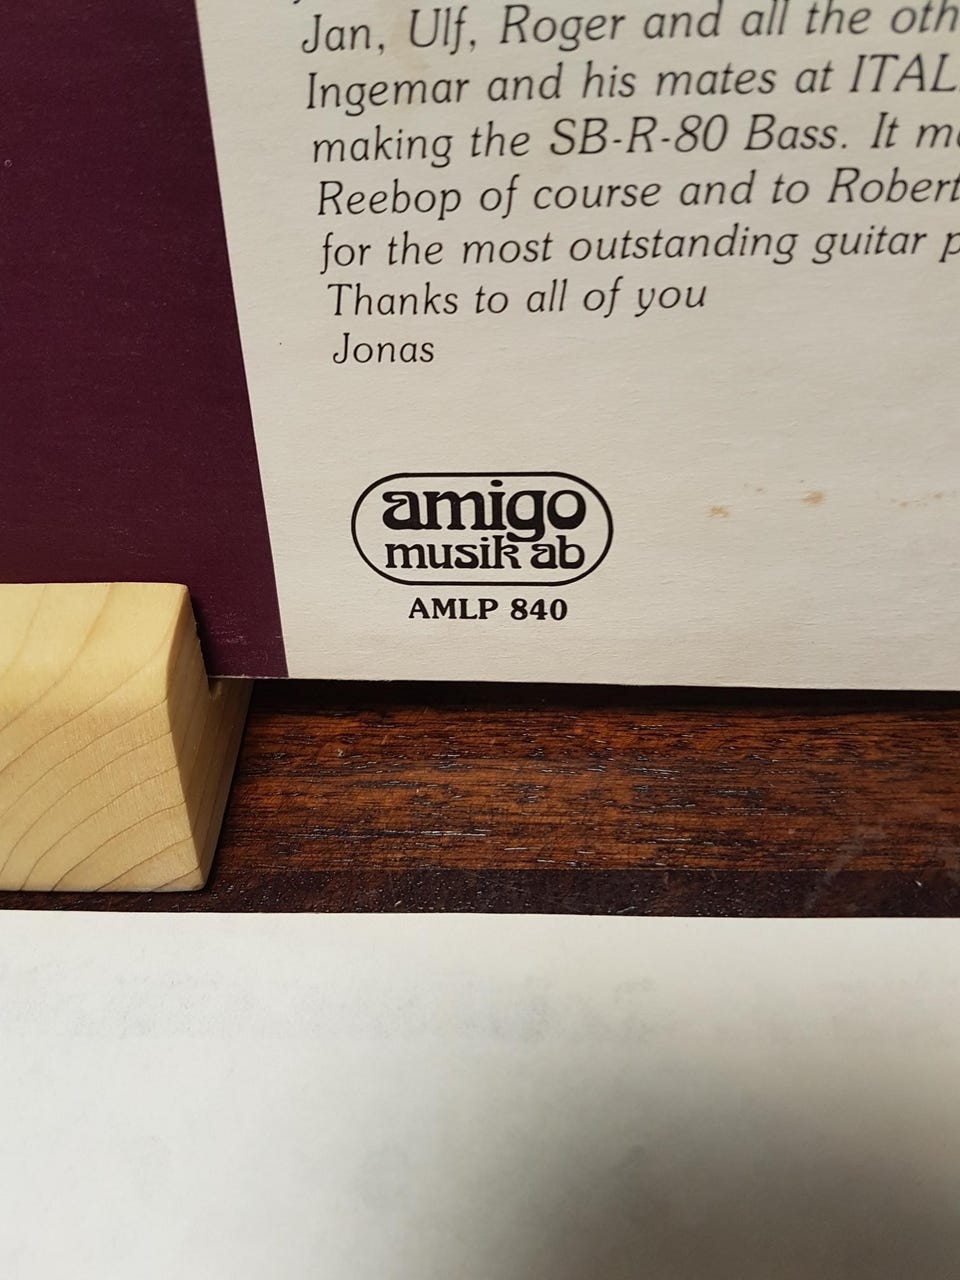 Jan, Ulf, Roger and all the
Ingemar and his mates at
making the SB-R-80 Bass. It
Reebop of course and to Robert
for the most outstanding guitar
Thanks to all of you
Jonas
amigo
musik ab
AMLP 840